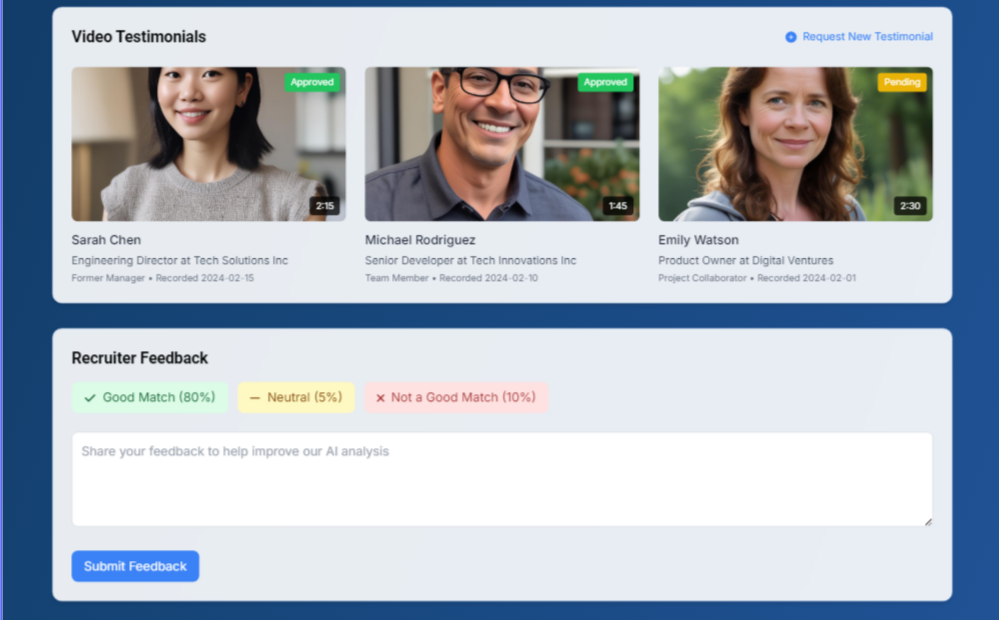 Video Testimonials
Request New Testimonial
Approved
Approved
Pending
2:15
1:45
2:30
Sarah Chen
Michael Rodriguez
Emily Watson
Engineering Director at Tech Solutions Inc
Senior Developer at Tech Innovations Inc
Product Owner at Digital Ventures
Former Manager • Recorded 2024-02-15
Team Member • Recorded 2024-02-10
Project Collaborator • Recorded 2024-02-01
Recruiter Feedback
Good Match (80%)
Neutral (5%)
Not a Good Match (10%)
Share your feedback to help improve our AI analysis
Submit Feedback